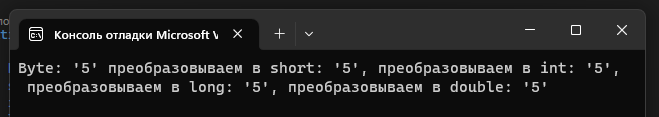 Консоль отладки Microsoft V
Byte: '5' преобразовываем в short: '5', преобразовываем в int: '5',
преобразовываем в long: '5', преобразовываем в double: '5'